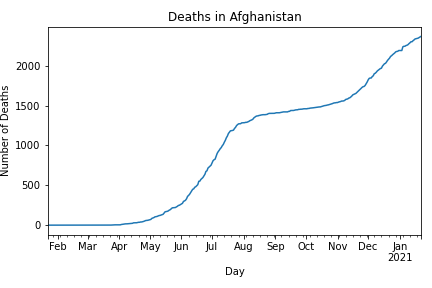 Deaths in Afghanistan
Number of Deaths
2000
1500
1000
500
0
Feb Mar Apr May Jun Jul Aug Sep Oct Nov Dec Jan
2021
Day